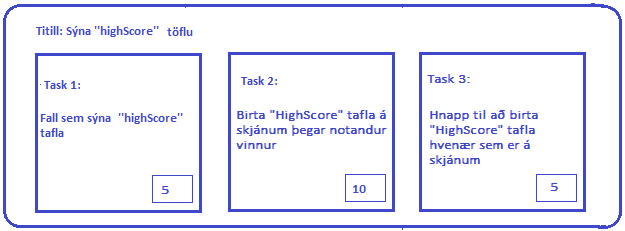 Titill: Sýna "highScore" töflu
Task 1:
Fall sem sýna "highScore"
tafla
5
Task 2:
Birta "HighScore" tafla á
skjánum þegar notandur
vinnur
10
Task 3:
Hnapp til að birta
"HighScore" tafla
hvenær sem er á
skjánum
5